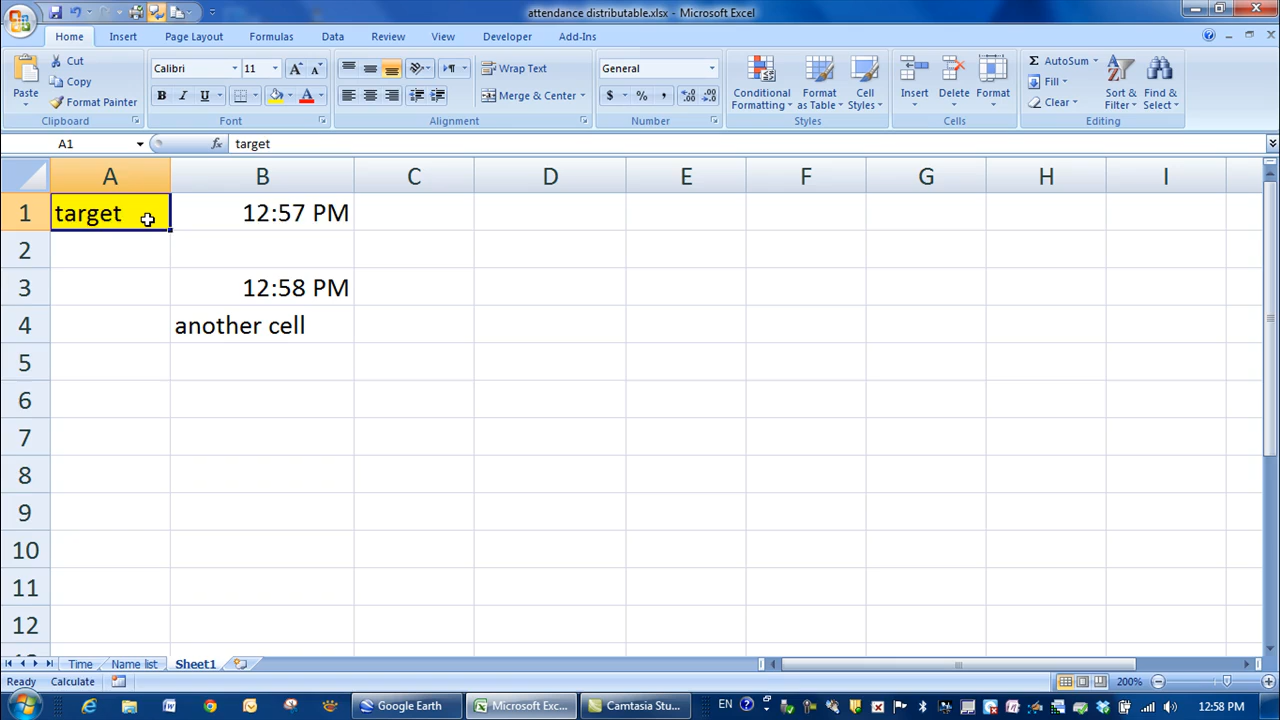 attendance distributable.xlsx - Microsoft Excel
Home Insert Page Layout Formulas Data Review View Developer Add-Ins
Paste Cut Copy Format Painter
Calibri 11
Wrap Text
Merge & Center
General
Conditional Formatting
Format as Table
Cell Styles
Insert Delete Format
AutoSum Fill Clear
Sort & Filter
Find & Select
Clipboard Font Alignment Number Styles Cells Editing
A1 fx target
A B C D E F G H I
1 target 12:57 PM
2
3 12:58 PM
4 another cell
5
6
7
8
9
10
11
12
Time Name list Sheet1
Ready Calculate 200%
Google Earth Microsoft Exc... Camtasia Stu... EN 12:58 PM